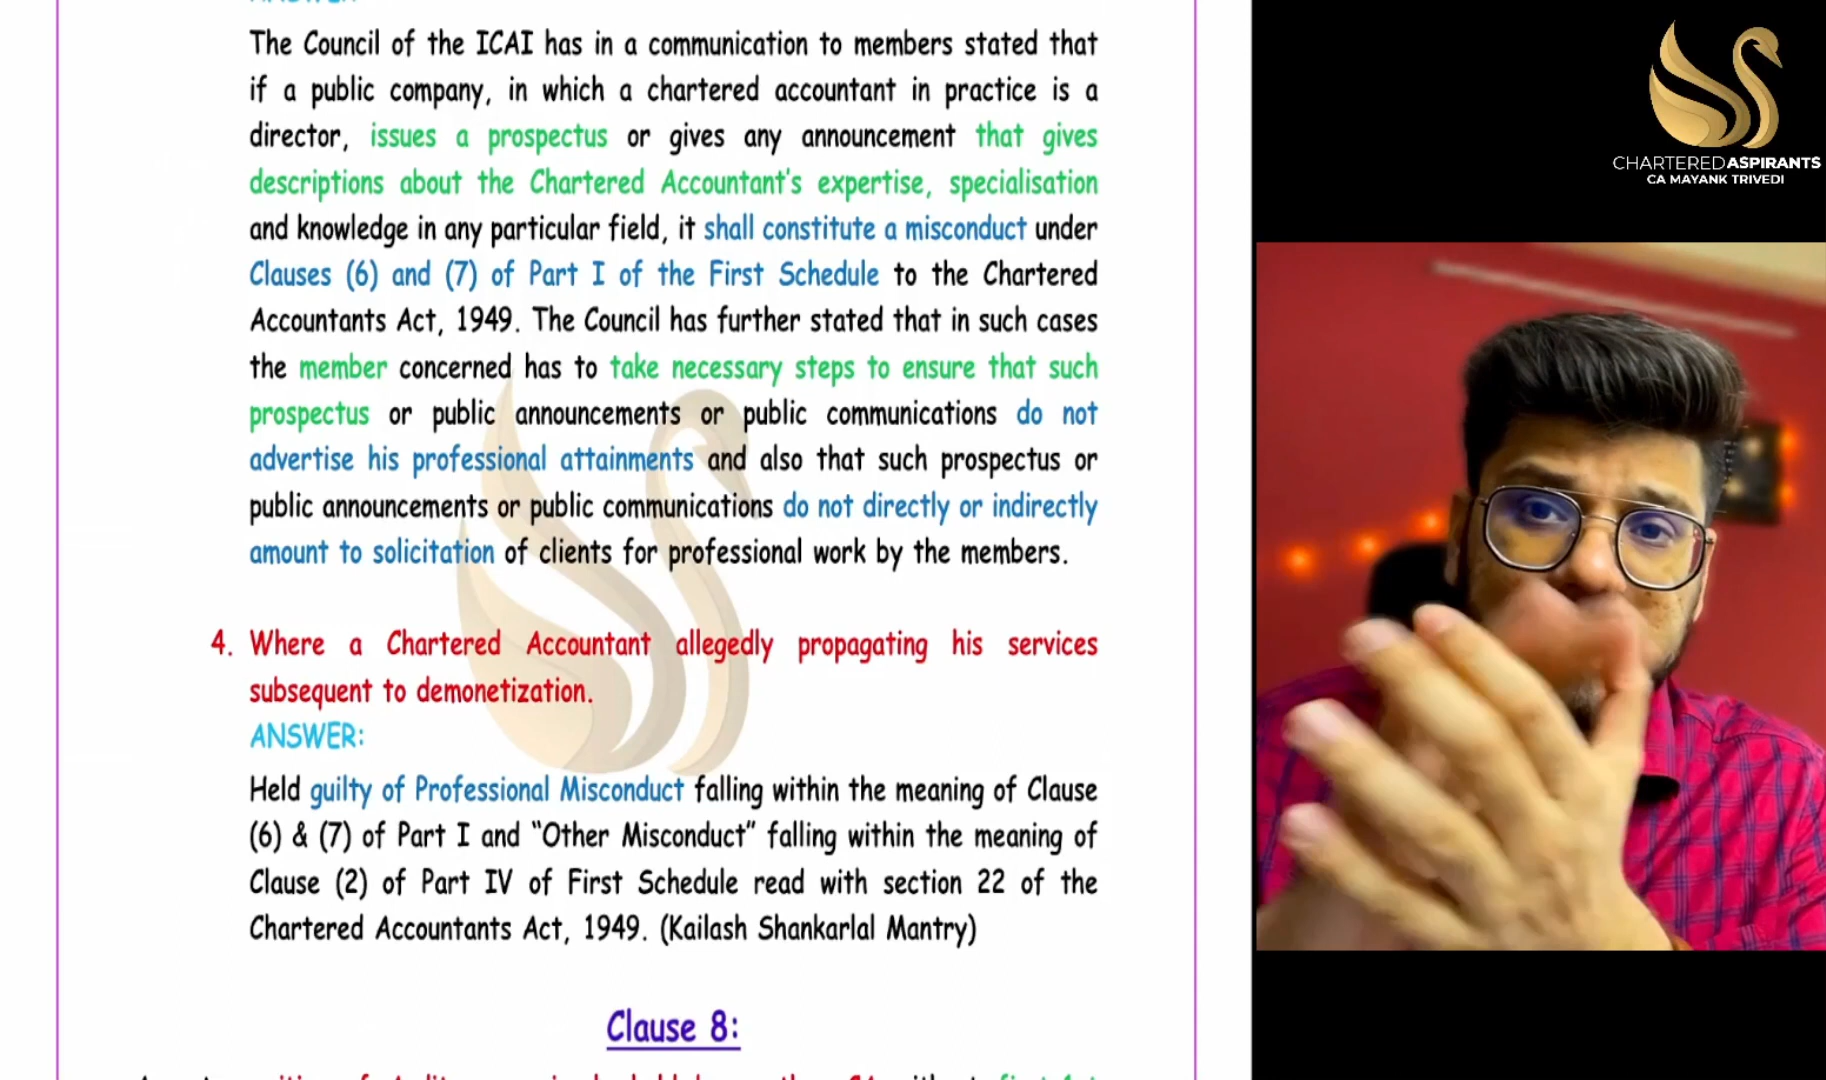 The Council of the ICAI has in a communication to members stated that
if a public company, in which a chartered accountant in practice is a
director, issues a prospectus or gives any announcement that gives
descriptions about the Chartered Accountant's expertise, specialisation
and knowledge in any particular field, it shall constitute a misconduct under
Clauses (6) and (7) of Part I of the First Schedule to the Chartered
Accountants Act, 1949. The Council has further stated that in such cases
the member concerned has to take necessary steps to ensure that such
prospectus or public announcements or public communications do not
advertise his professional attainments and also that such prospectus or
public announcements or public communications do not directly or indirectly
amount to solicitation of clients for professional work by the members.
4. Where a Chartered Accountant allegedly propagating his services
subsequent to demonetization.
ANSWER:
Held guilty of Professional Misconduct falling within the meaning of Clause
(6) & (7) of Part I and “Other Misconduct” falling within the meaning of
Clause (2) of Part IV of First Schedule read with section 22 of the
Chartered Accountants Act, 1949. (Kailash Shankarlal Mantry)
Clause 8:
CHARTERED ASPIRANTS
CA MAYANK TRIVEDI